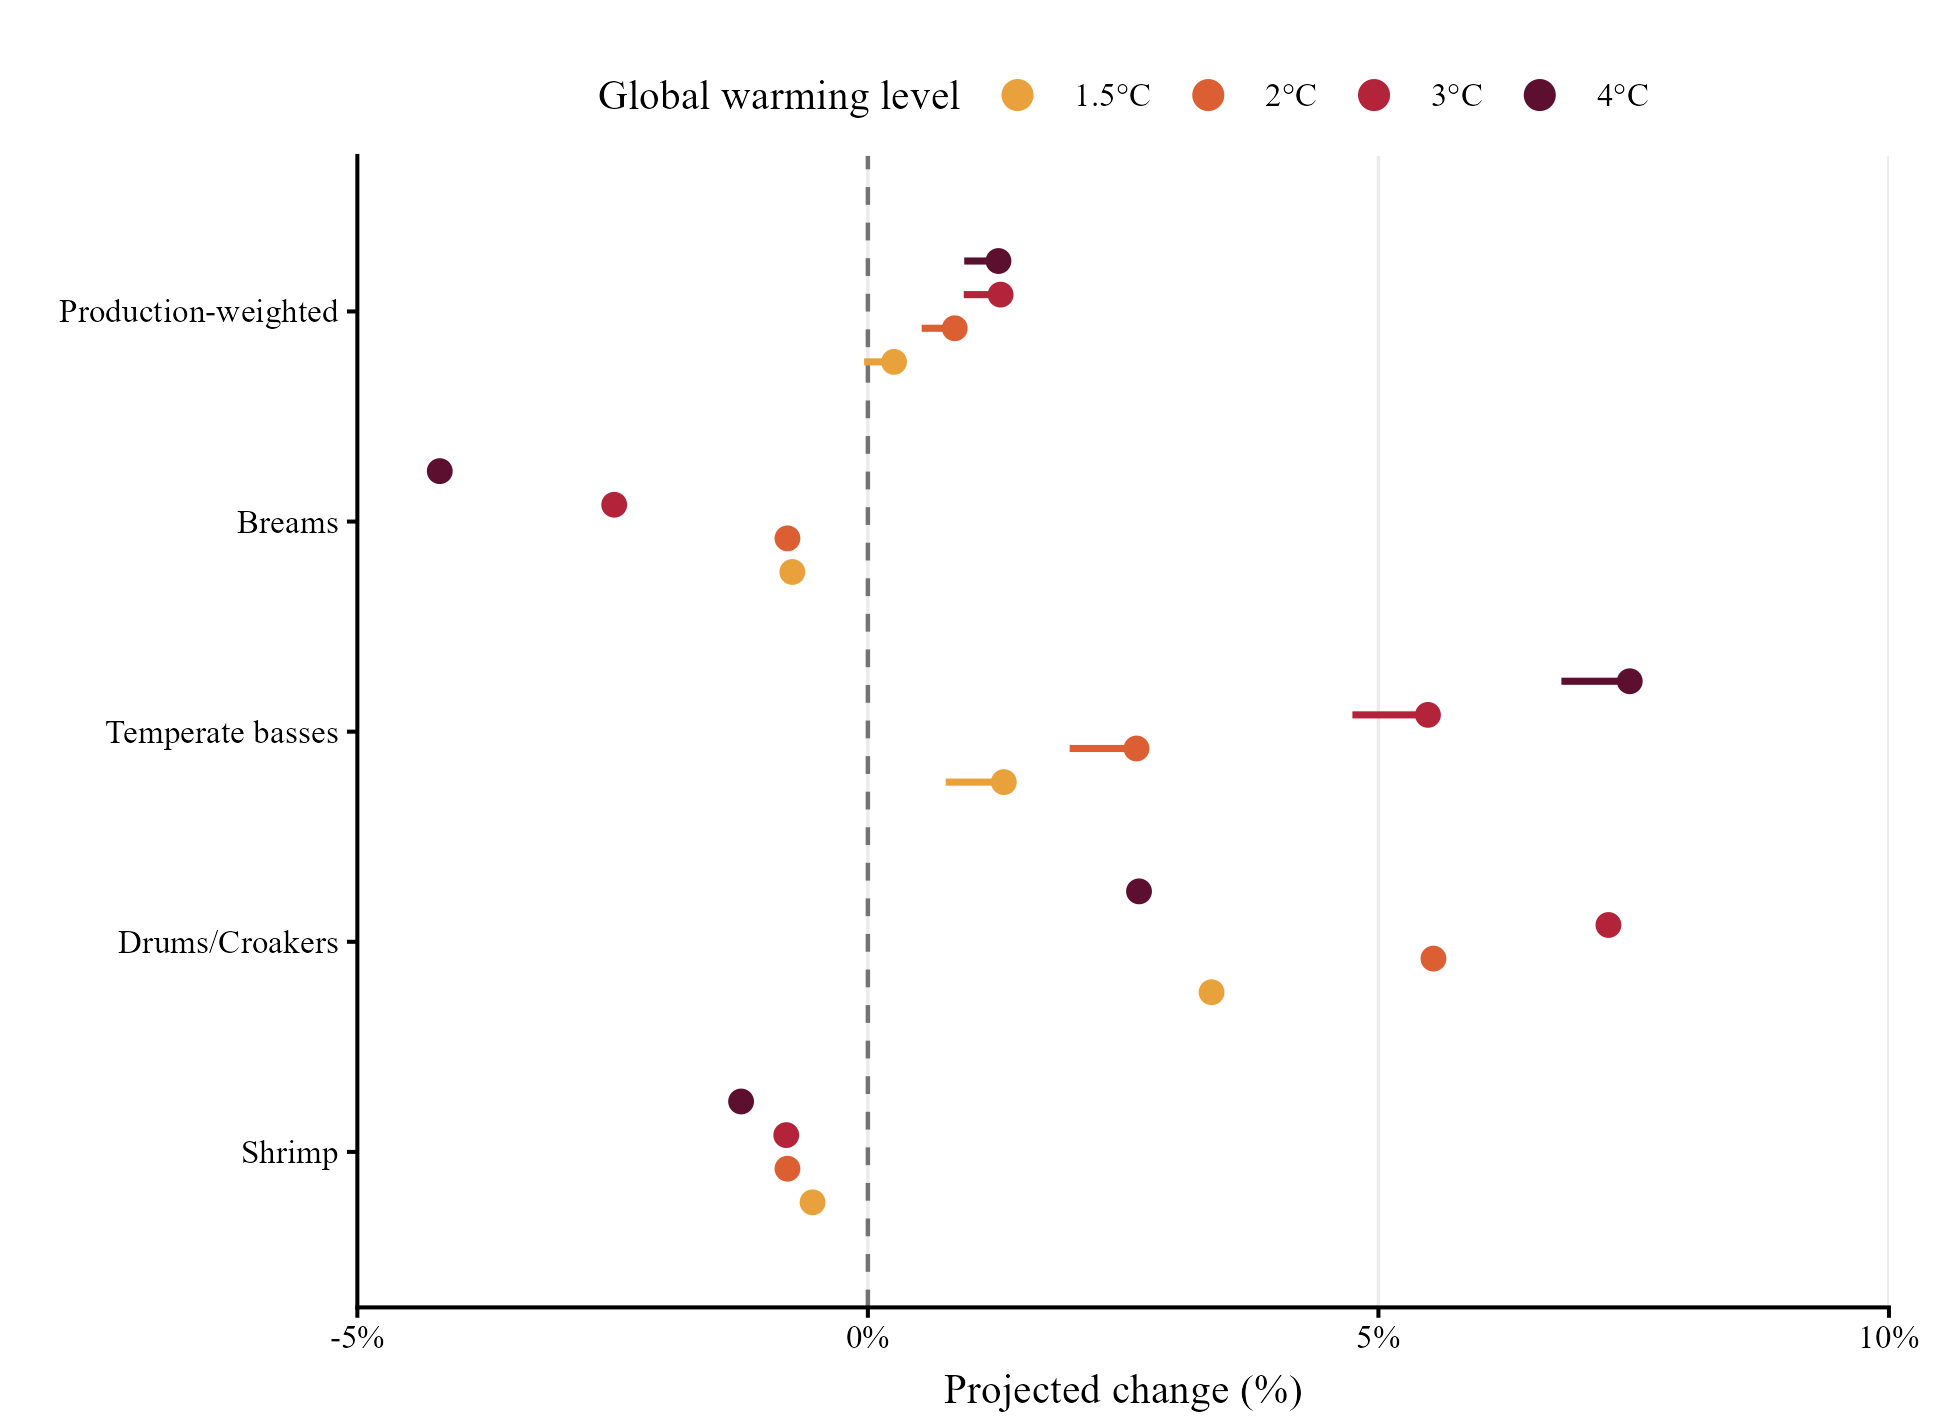 Global warming level 1.5°C 2°C 3°C 4°C
Production-weighted
Breams
Temperate basses
Drums/Croakers
Shrimp
-5% 0% 5% 10%
Projected change (%)